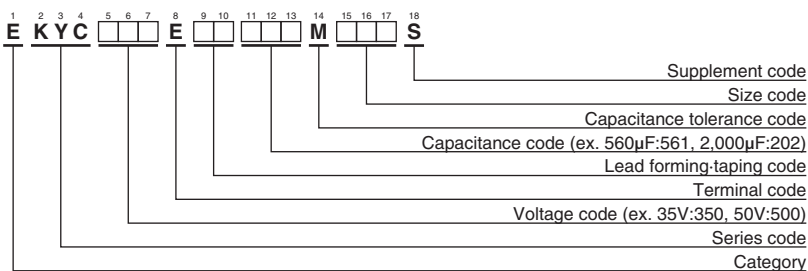 1 2 3 4 5 6 7 8 9 10 11 12 13 14 15 16 17 18
E KYC □□□ E □□ □□□ M □□□ S
Supplement code
Size code
Capacitance tolerance code
Capacitance code (ex. 560µF:561, 2,000µF:202)
Lead forming·taping code
Terminal code
Voltage code (ex. 35V:350, 50V:500)
Series code
Category